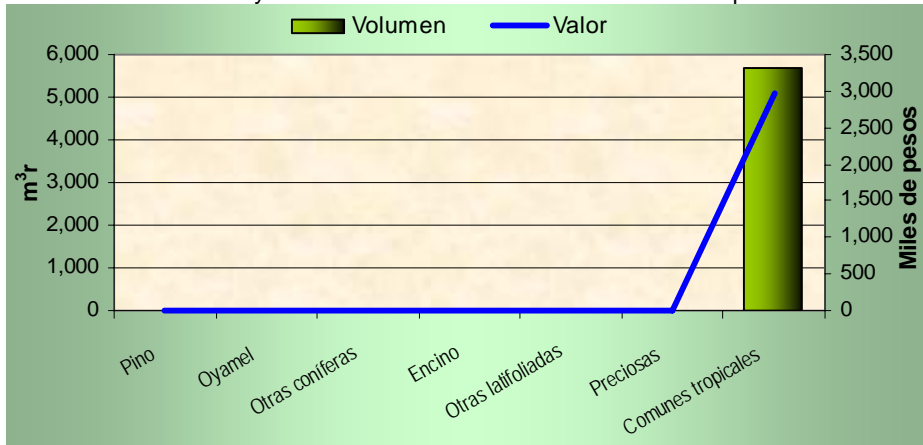 Volumen Valor
6,000
5,000
4,000
3,000
2,000
1,000
0
m³r
3,500
3,000
2,500
2,000
1,500
1,000
500
0
Miles de pesos
Pino
Oyamel
Otras coníferas
Encino
Otras latifoliadas
Preciosas
Comunes tropicales